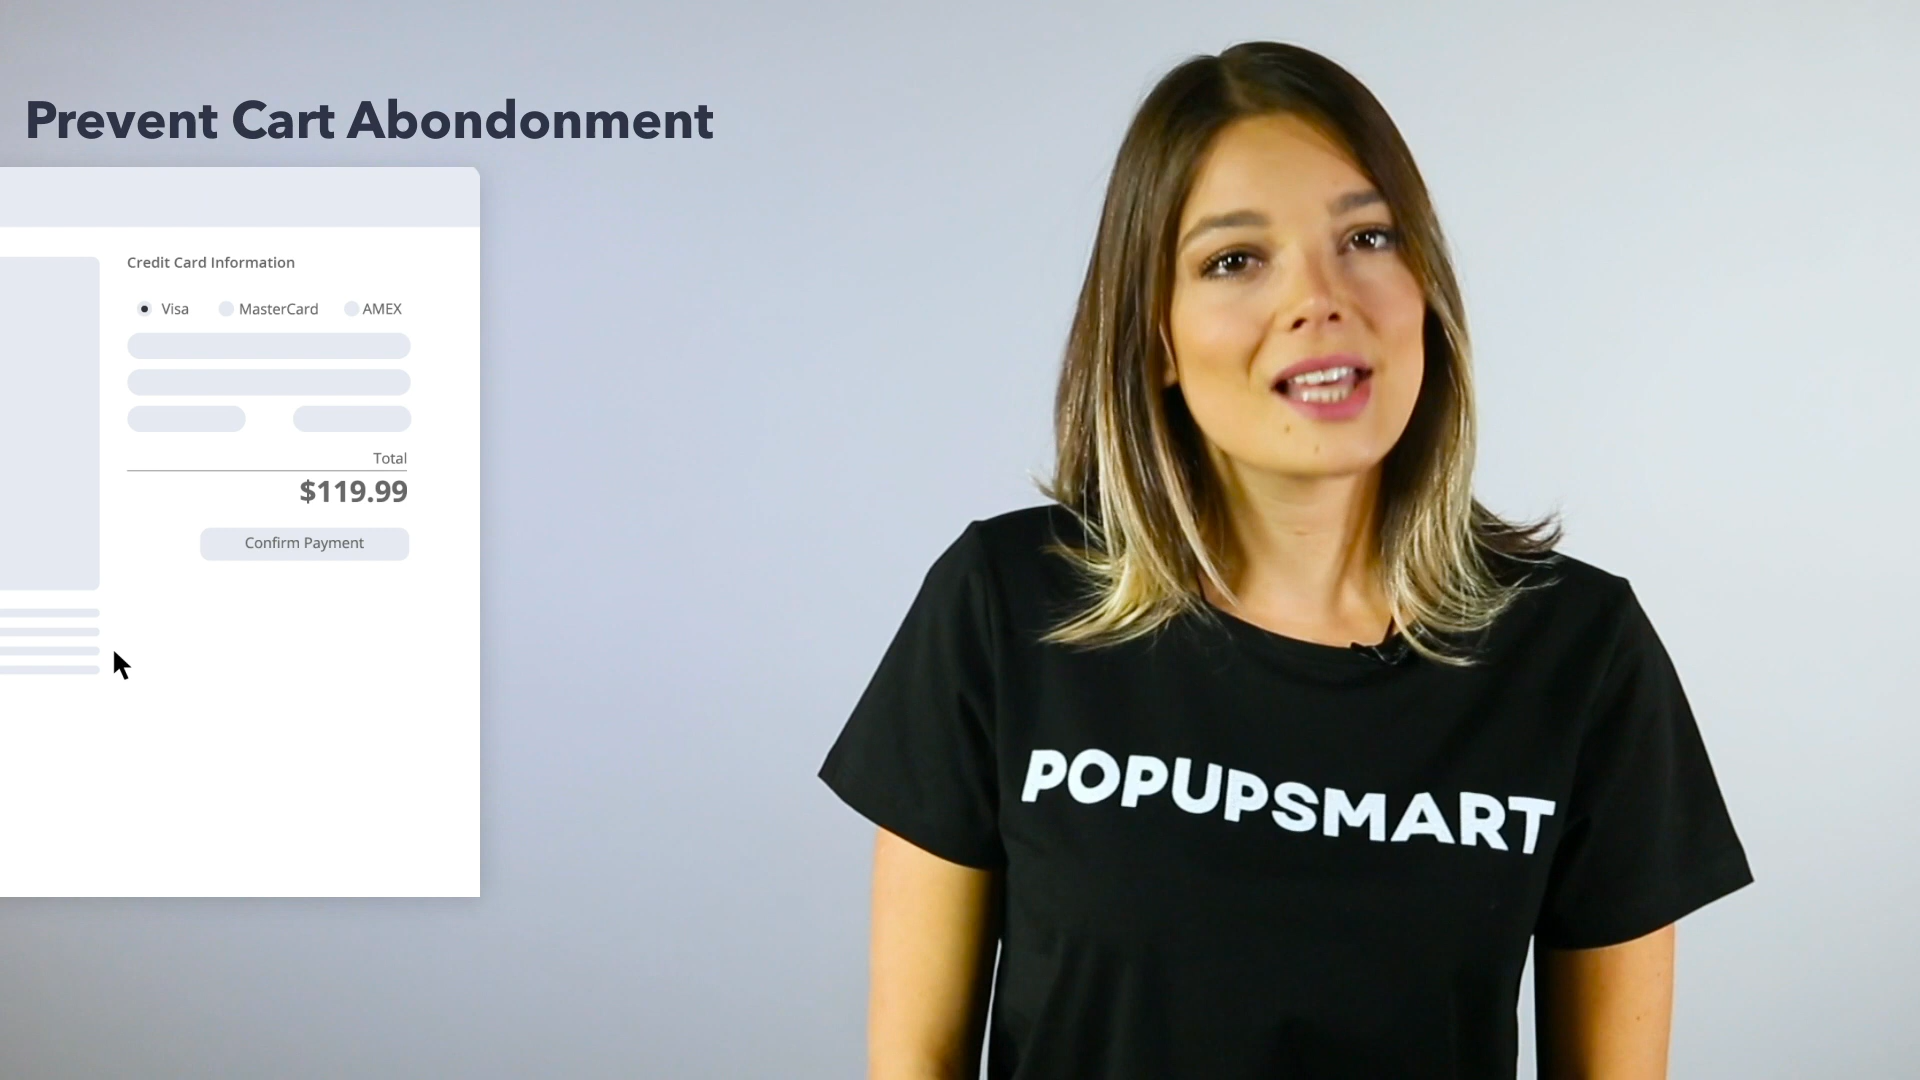 Prevent Cart Abondonment
Credit Card Information
Visa MasterCard AMEX
Total
$119.99
Confirm Payment
POPUPSMART